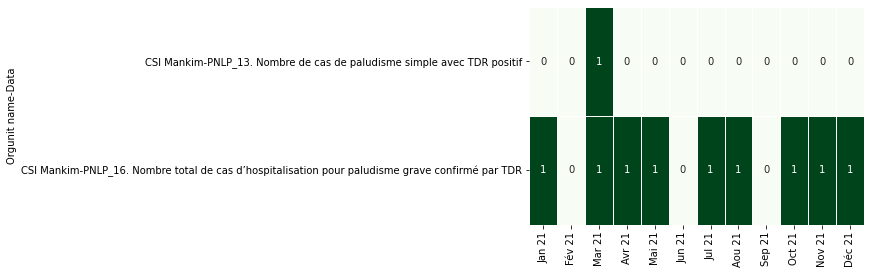 Orgunit name-Data
CSI Mankim-PNLP_13. Nombre de cas de paludisme simple avec TDR positif
0 0 1 0 0 0 0 0 0 0 0 0
CSI Mankim-PNLP_16. Nombre total de cas d’hospitalisation pour paludisme grave confirmé par TDR
1 0 1 1 1 0 1 1 0 1 1 1
Jan 21 Fév 21 Mar 21 Avr 21 Mai 21 Jun 21 Jul 21 Aou 21 Sep 21 Oct 21 Nov 21 Déc 21